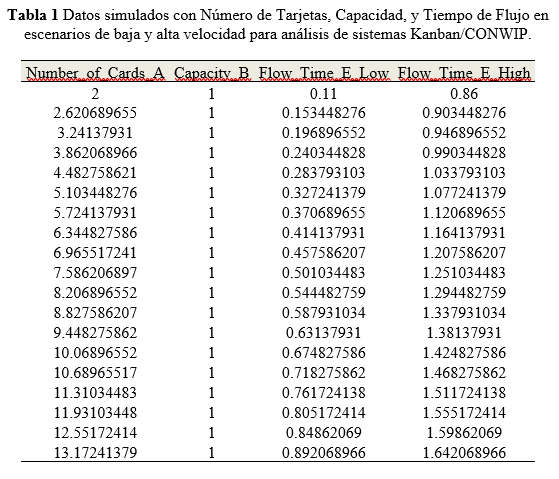 Tabla 1 Datos simulados con Número de Tarjetas, Capacidad, y Tiempo de Flujo en
escenarios de baja y alta velocidad para análisis de sistemas Kanban/CONWIP.
Number_of_Cards_A Capacity_B Flow_Time_E_Low Flow_Time_E_High
2 1 0.11 0.86
2.620689655 1 0.153448276 0.903448276
3.24137931 1 0.196896552 0.946896552
3.862068966 1 0.240344828 0.990344828
4.482758621 1 0.283793103 1.033793103
5.103448276 1 0.327241379 1.077241379
5.724137931 1 0.370689655 1.120689655
6.344827586 1 0.414137931 1.164137931
6.965517241 1 0.457586207 1.207586207
7.586206897 1 0.501034483 1.251034483
8.206896552 1 0.544482759 1.294482759
8.827586207 1 0.587931034 1.337931034
9.448275862 1 0.63137931 1.38137931
10.06896552 1 0.674827586 1.424827586
10.68965517 1 0.718275862 1.468275862
11.31034483 1 0.761724138 1.511724138
11.93103448 1 0.805172414 1.555172414
12.55172414 1 0.84862069 1.59862069
13.17241379 1 0.892068966 1.642068966